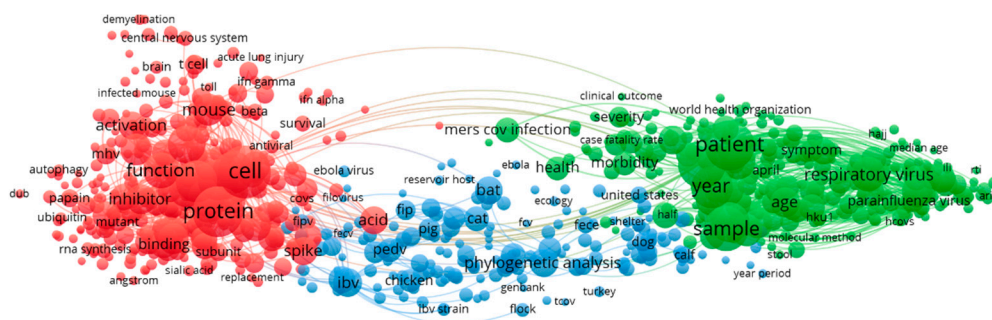 demyelination
central nervous system
acute lung injury
brain
t cell
toll
ifn gamma
infected mouse
ifn alpha
mouse
beta
survival
activation
antiviral
mhv
function
cell
autophagy
ebola virus
dub
papain
inhibitor
covs
filovirus
ubiquitin
mutant
protein
acid
fipv
rna synthesis
binding
subunit
spike
fecv
sialic acid
angstrom
replacement
ibv
pedv
chicken
ibv strain
fip
pig
cat
bat
reservoir host
ebola
ecology
fcv
fece
shelter
united states
phylogenetic analysis
genbank
flock
tcov
turkey
dog
half
calf
year period
clinical outcome
world health organization
severity
mers cov infection
case fatality rate
patient
hajj
median age
health
morbidity
april
symptom
year
respiratory virus
ili
rti
ari
age
parainfluenza virus
sample
hku1
hcovs
molecular method
stool